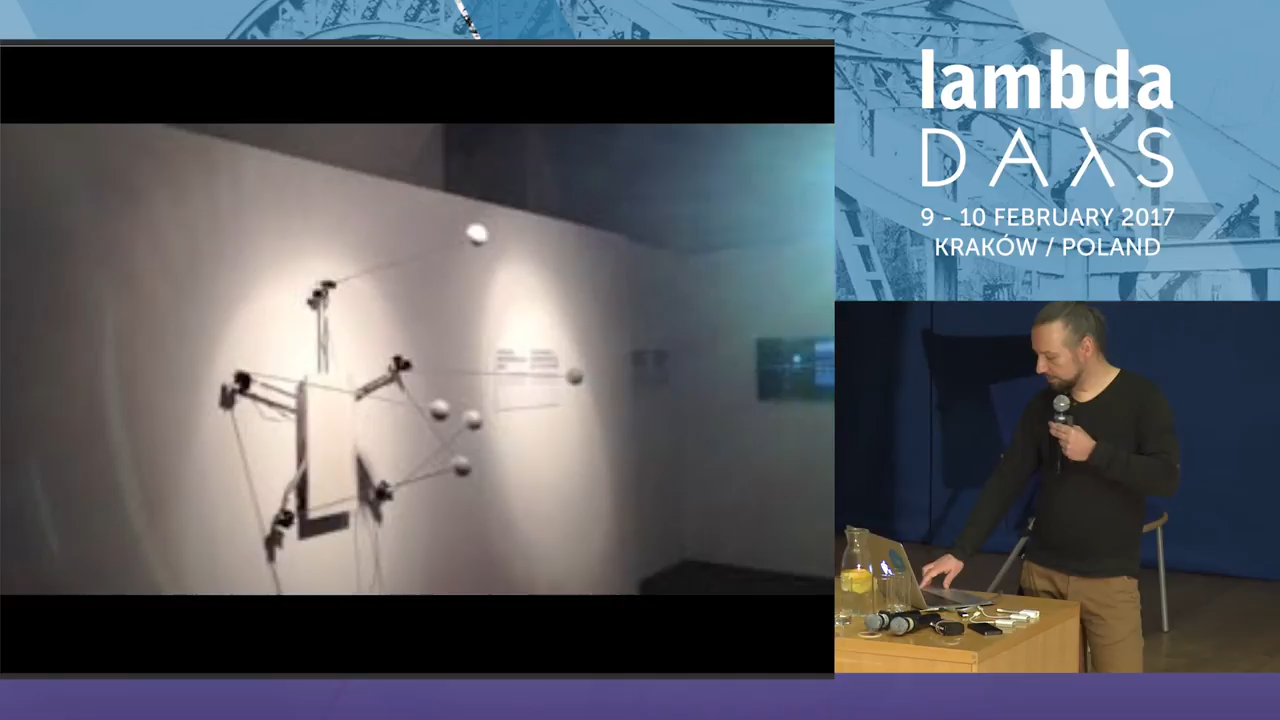 lambda
DAλS
9 - 10 FEBRUARY 2017
KRAKÓW / POLAND